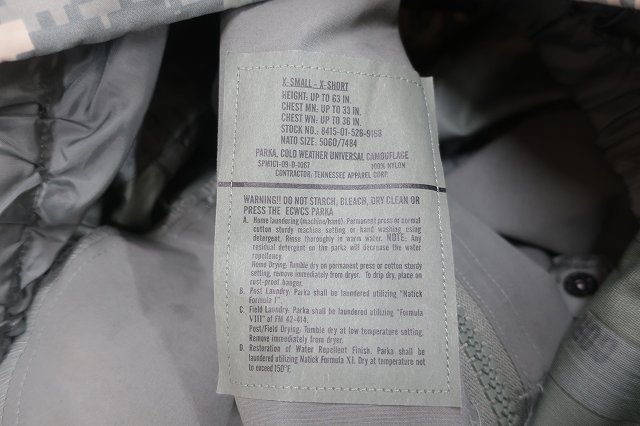 X-SMALL - X-SHORT
HEIGHT: UP TO 63 IN
CHEST MN: UP TO 33 IN
CHEST WN: UP TO 36 IN
STOCK NO.: 8415-01-526-9168
NATO SIZE: 5060/7484
PARKA, COLD WEATHER UNIVERSAL CAMOUFLAGE
SPM1C1-09-D-1067 100% NYLON
CONTRACTOR, TENNESSEE APPAREL CORP.
WARNING!! DO NOT STARCH, BLEACH, DRY CLEAN OR
PRESS THE ECWCS PARKA
A. Home laundering (machine/hand). Permanent press or normal
cotton sturdy machine setting or hand washing using
detergent. Rinse thoroughly in warm water. NOTE: Any
residual detergent on the parka will decrease the water
repellency.
Home Drying. Tumble dry on permanent press or cotton sturdy
setting, remove immediately from dryer. To drip dry, place on
rust-proof hanger.
B. Post Laundry: Parka shall be laundered utilizing "Natick
Formula I".
C. Field Laundry. Parka shall be laundered utilizing "Formula
VIII" of FM 42-414.
Post/Field Drying. Tumble dry at low temperature setting.
Remove immediately from dryer.
D. Restoration of Water Repellent Finish. Parka shall be
laundered utilizing Natick Formula XI. Dry at temperature not
to exceed 150°F.